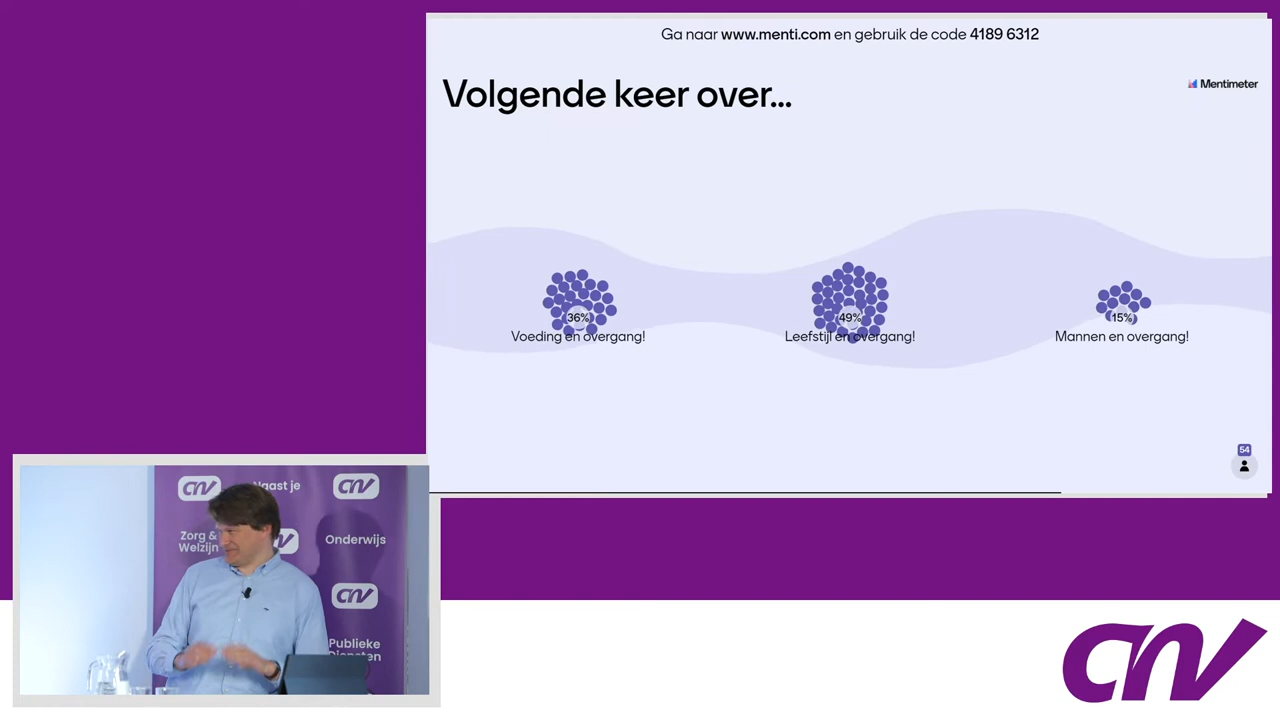 Ga naar www.menti.com en gebruik de code 4189 6312
Volgende keer over...
Mentimeter
36%
Voeding en overgang!
49%
Leefstijl en overgang!
15%
Mannen en overgang!
54
CNV
Naast je
CNV
Zorg &
Welzijn
Onderwijs
CNV
Publieke
Diensten
CNV